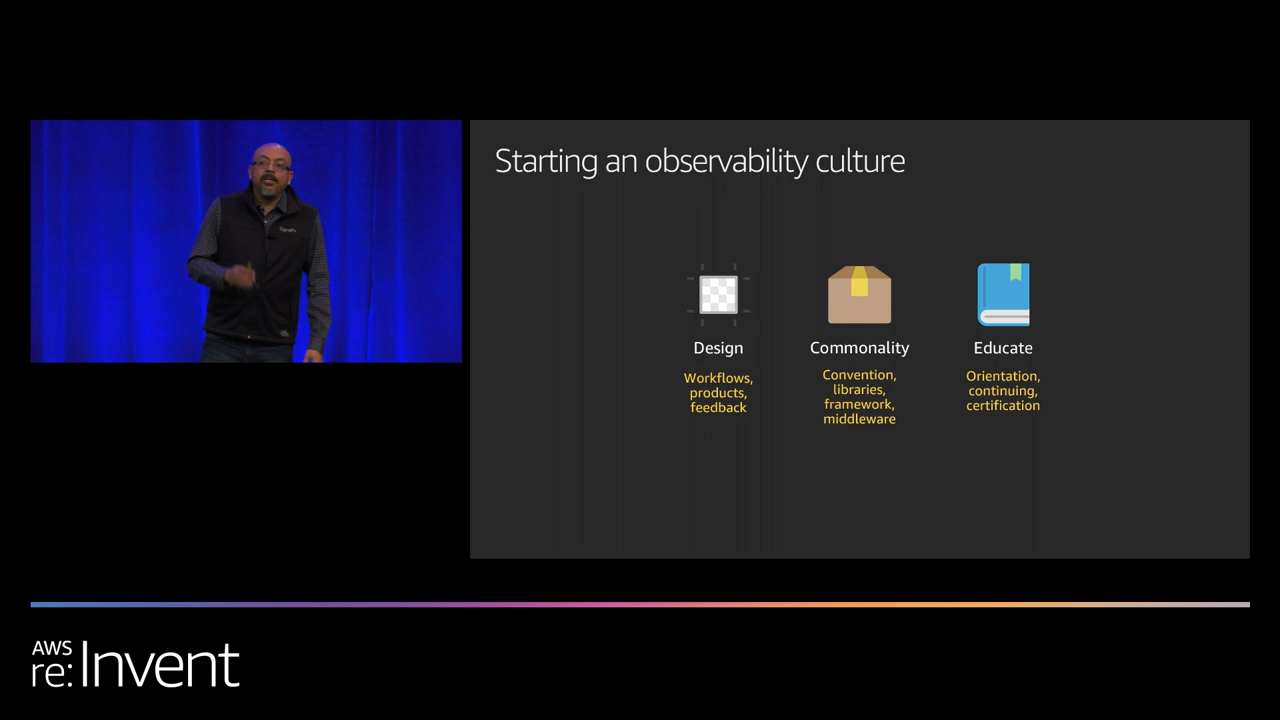 Starting an observability culture
Design
Workflows,
products,
feedback
Commonality
Convention,
libraries,
framework,
middleware
Educate
Orientation,
continuing,
certification
AWS
re:Invent